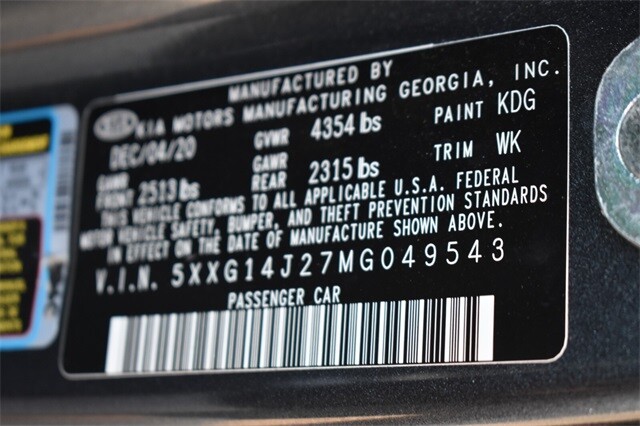 MANUFACTURED BY
KIA MOTORS MANUFACTURING GEORGIA, INC.
DEC/04/20 GVWR 4354 lbs PAINT KDG
GAWR FRONT 2513 lbs GAWR REAR 2315 lbs TRIM WK
THIS VEHICLE CONFORMS TO ALL APPLICABLE U.S.A. FEDERAL
MOTOR VEHICLE SAFETY, BUMPER, AND THEFT PREVENTION STANDARDS
IN EFFECT ON THE DATE OF MANUFACTURE SHOWN ABOVE.
V.I.N. 5XXG14J27MG049543
PASSENGER CAR